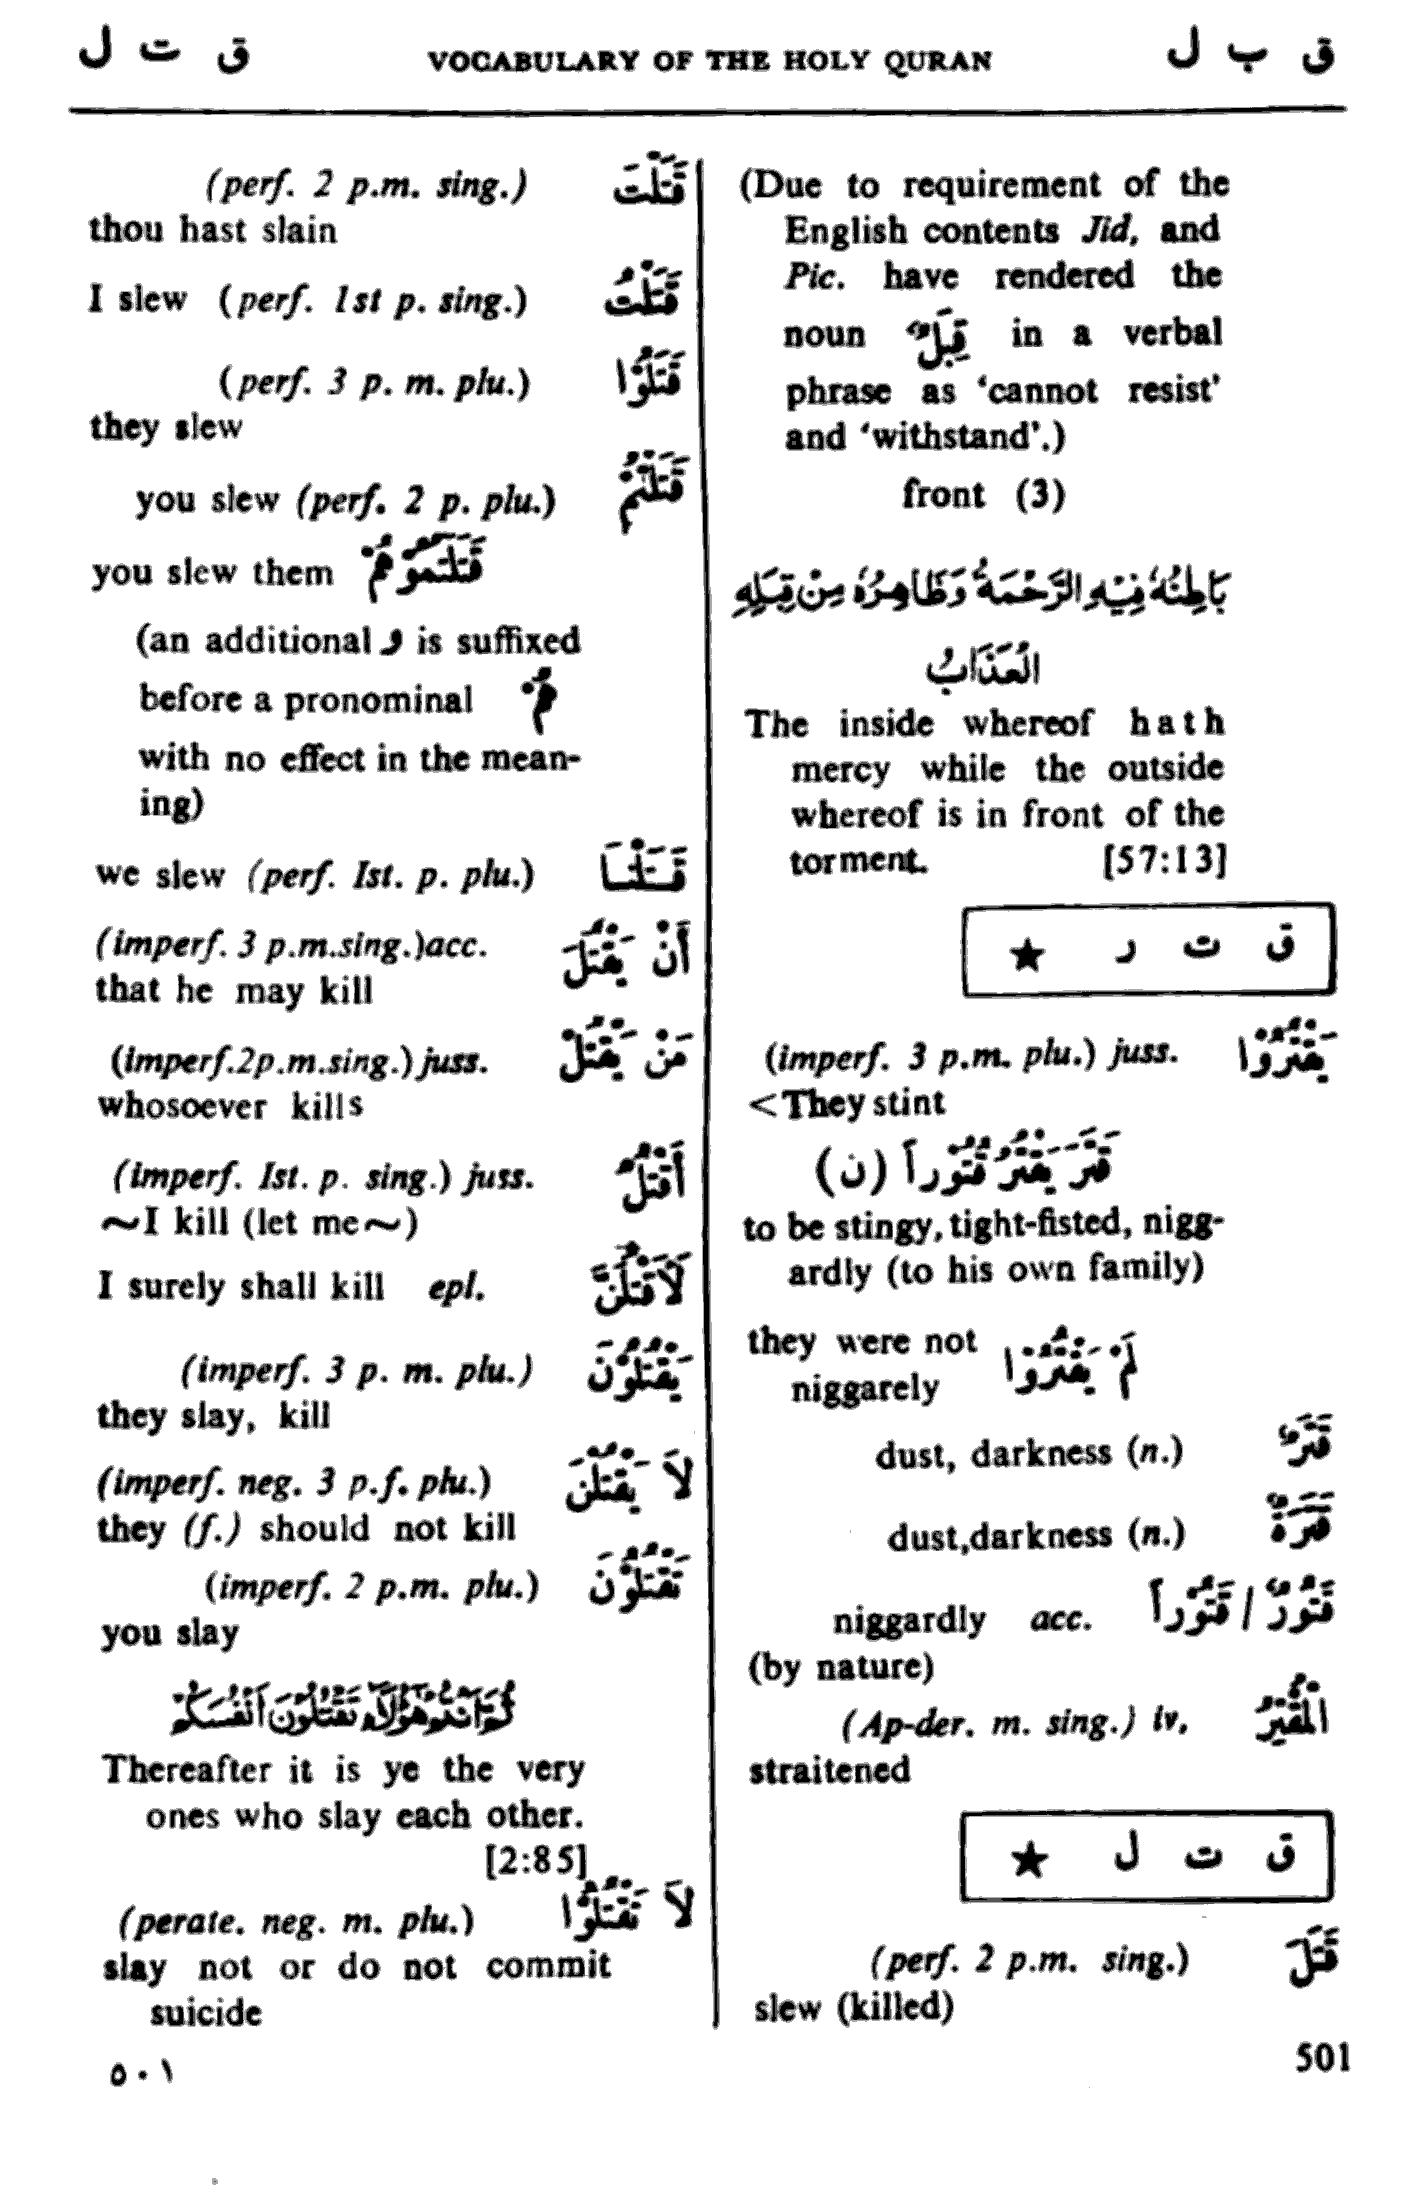 ق ب ل VOCABULARY OF THE HOLY QURAN ق ت ل
(Due to requirement of the
English contents Jid, and
Pic. have rendered the
noun قِبَلٌ in a verbal
phrase as ‘cannot resist’
and ‘withstand’.)
front (3)
بَاطِنُهٗ فِيْهِ الرَّحْمَةُ وَظَاهِرُهٗ مِنْ قِبَلِهِ
الْعَذَابُ
The inside whereof hath
mercy while the outside
whereof is in front of the
torment. [57:13]
ق ت ر ★
(imperf. 3 p.m. plu.) juss. يَقْتُرُوْا
<They stint
قَتَرَ يَقْتُرُ قُتُوْراً (ن)
to be stingy, tight-fisted, nigg-
ardly (to his own family)
they were not لَمْ يَقْتُرُوْا
niggarely
dust, darkness (n.) قَتَرٌ
dust,darkness (n.) قَتَرَةٌ
niggardly acc. قَتُوْرٌ / قَتُوْراً
(by nature)
(Ap-der. m. sing.) iv. الْمُقْتِرُ
straitened
ق ت ل ★
(perf. 2 p.m. sing.) قَتَلَ
slew (killed)
(perf. 2 p.m. sing.) قَتَلْتَ
thou hast slain
I slew (perf. 1st p. sing.) قَتَلْتُ
(perf. 3 p. m. plu.) قَتَلُوْا
they slew
you slew (perf. 2 p. plu.) قَتَلْتُمْ
you slew them قَتَلْتُمُوْهُمْ
(an additional و is suffixed
before a pronominal هُمْ
with no effect in the mean-
ing)
we slew (perf. Ist. p. plu.) قَتَلْنَا
(imperf. 3 p.m.sing.)acc. أَنْ يَقْتُلَ
that he may kill
(imperf.2p.m.sing.) juss. مَنْ يَقْتُلْ
whosoever kills
(imperf. Ist. p. sing.) juss. أَقْتُلْ
~I kill (let me~)
I surely shall kill epl. لَأَقْتُلَنَّ
(imperf. 3 p. m. plu.) يَقْتُلُوْنَ
they slay, kill
(imperf. neg. 3 p.f. plu.) لاَ يَقْتُلْنَ
they (f.) should not kill
(imperf. 2 p.m. plu.) تَقْتُلُوْنَ
you slay
ثُمَّ اَنْتُمْ هٰٓؤُلَآءِ تَقْتُلُوْنَ اَنْفُسَكُمْ
Thereafter it is ye the very
ones who slay each other.
[2:85]
(perate. neg. m. plu.) لاَ تَقْتُلُوْا
slay not or do not commit
suicide
٥٠١ 501